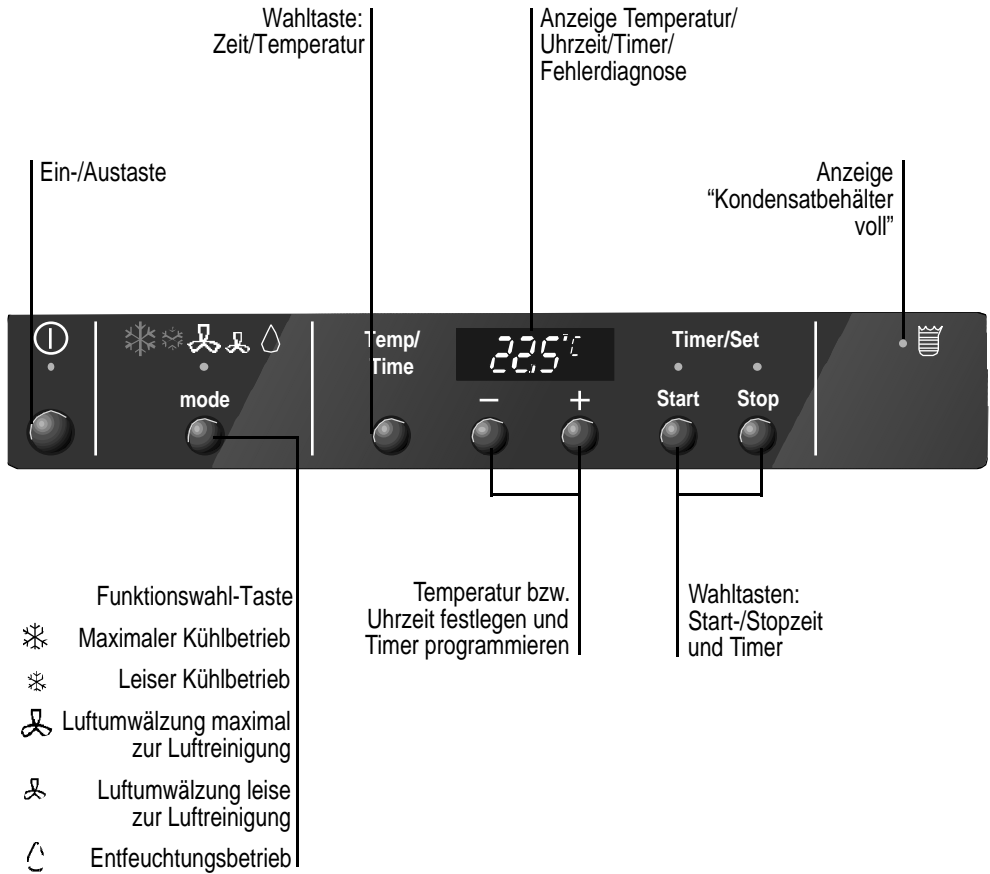 Wahltaste:
Zeit/Temperatur
Anzeige Temperatur/
Uhrzeit/Timer/
Fehlerdiagnose
Ein-/Austaste
Anzeige
“Kondensatbehälter
voll”
Temp/
Time
22,5°C
Timer/Set
mode
–
+
Start
Stop
Funktionswahl-Taste
Maximaler Kühlbetrieb
Leiser Kühlbetrieb
Luftumwälzung maximal
zur Luftreinigung
Luftumwälzung leise
zur Luftreinigung
Entfeuchtungsbetrieb
Temperatur bzw.
Uhrzeit festlegen und
Timer programmieren
Wahltasten:
Start-/Stopzeit
und Timer